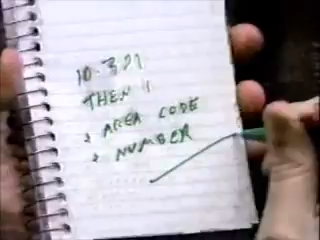 10.321
THEN 1
+ AREA CODE
+ NUMBER